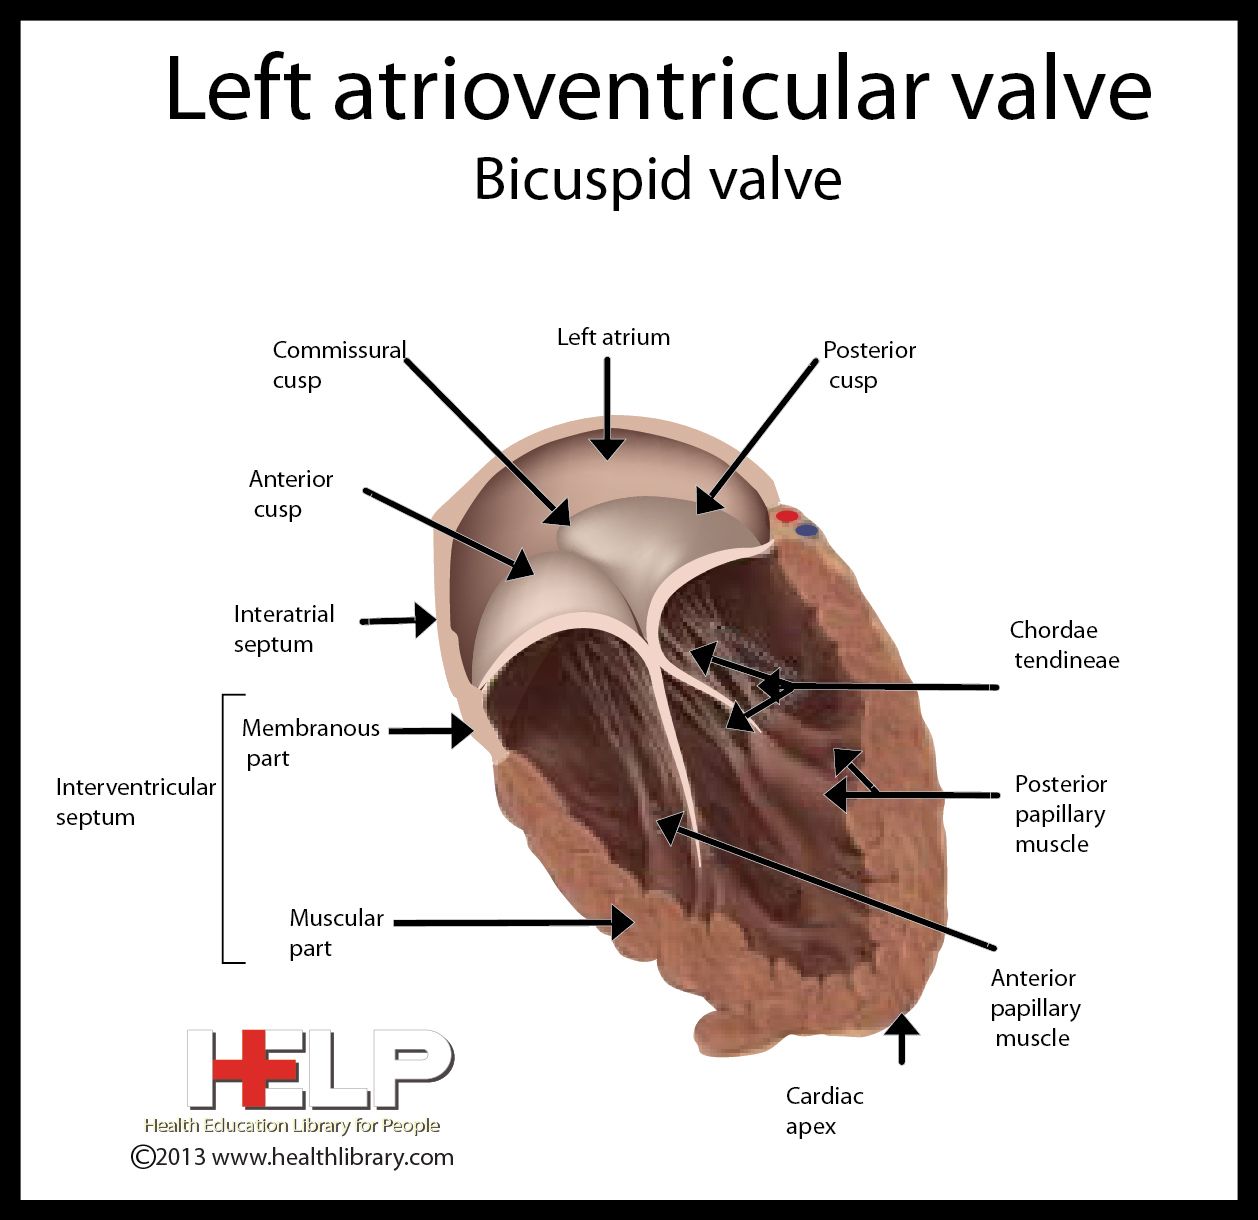 Left atrioventricular valve
Bicuspid valve
Left atrium
Commissural
cusp
Posterior
cusp
Anterior
cusp
Interatrial
septum
Chordae
tendineae
Membranous
part
Interventricular
septum
Posterior
papillary
muscle
Muscular
part
Anterior
papillary
muscle
Cardiac
apex
HELP
Health Education Library for People
©2013 www.healthlibrary.com